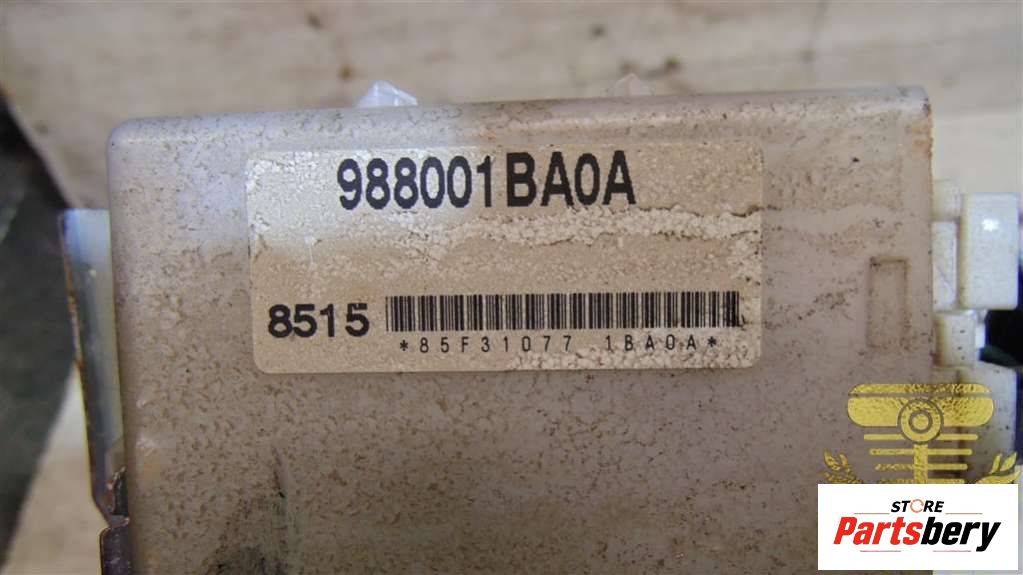 988001BA0A
8515
*85F31077 1BA0A*
STORE
Partsbery